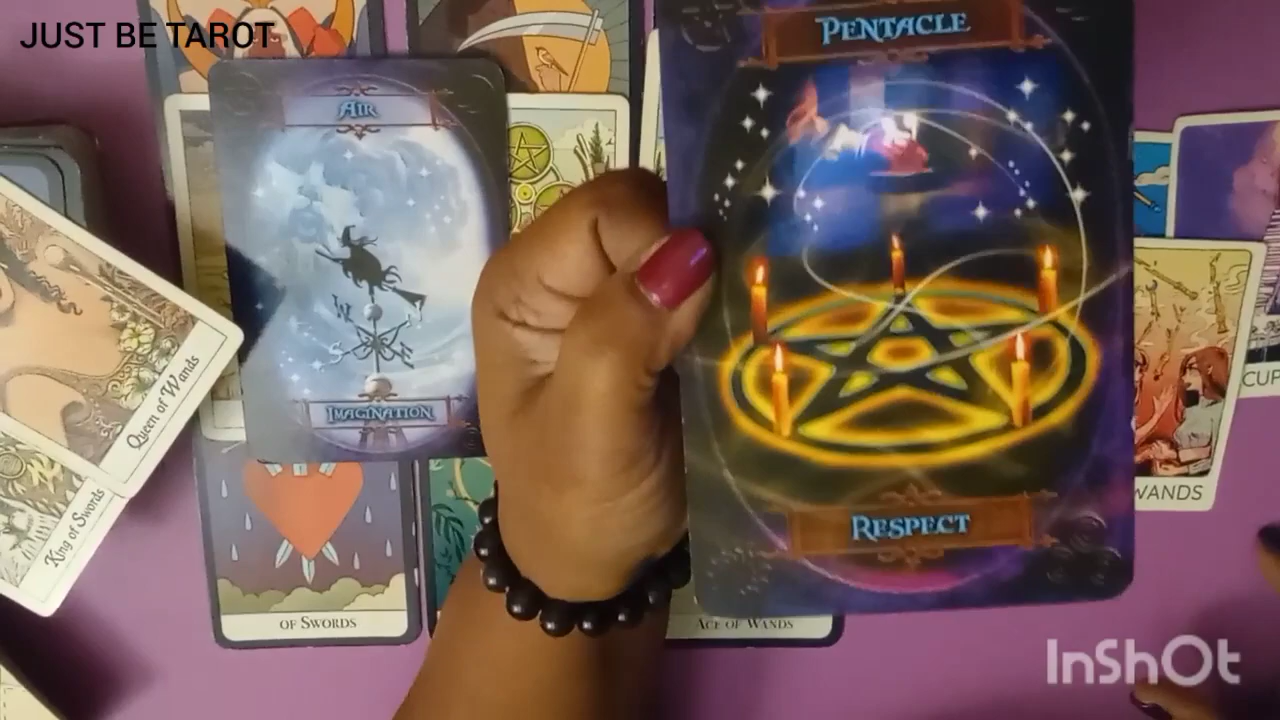 JUST BE TAROT
PENTACLE
AIR
W
S
E
IMAGINATION
Queen of Wands
King of Swords
RESPECT
OF SWORDS
ACE OF WANDS
CUP
WANDS
InShOt